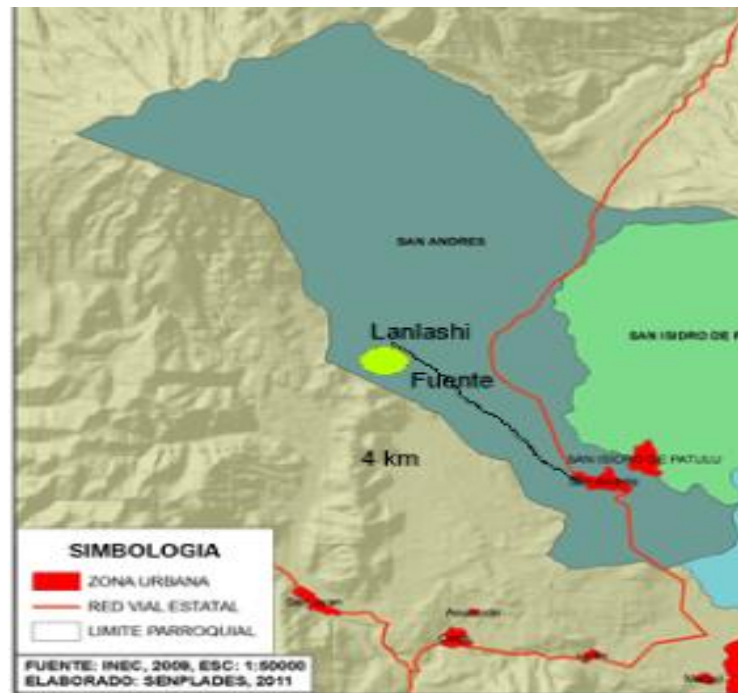 SAN ANDRES
SAN ISIDRO DE P
Lanlashi
Fuente
4 km
SAN ISIDRO DE PATULU
SIMBOLOGIA
ZONA URBANA
RED VIAL ESTATAL
LIMITE PARROQUIAL
FUENTE: INEC, 2009, ESC: 1:50000
ELABORADO: SENPLADES, 2011